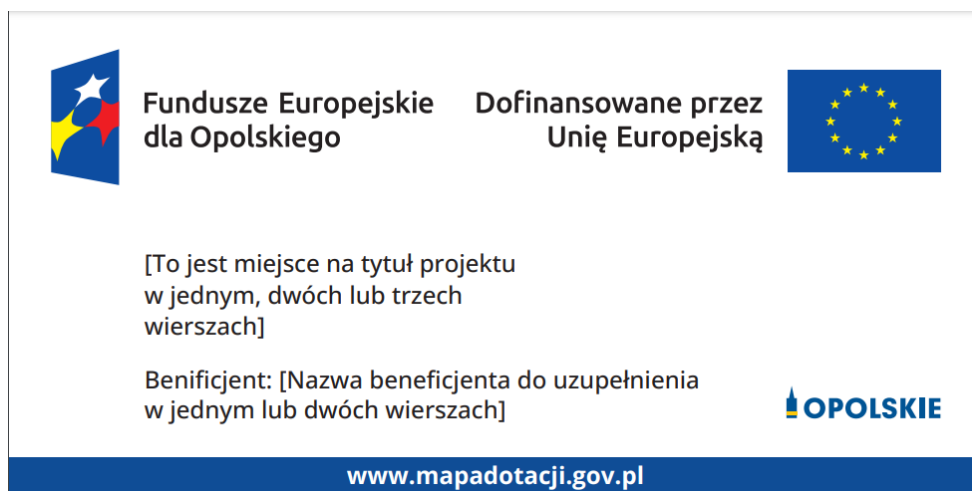 Fundusze Europejskie
dla Opolskiego
Dofinansowane przez
Unię Europejską
[To jest miejsce na tytuł projektu
w jednym, dwóch lub trzech
wierszach]
Benificjent: [Nazwa beneficjenta do uzupełnienia
w jednym lub dwóch wierszach]
OPOLSKIE
www.mapadotacji.gov.pl